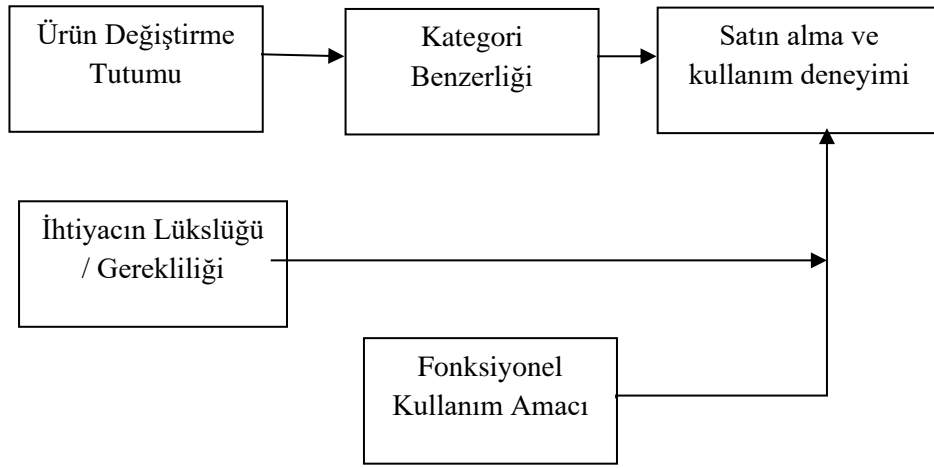 Ürün Değiştirme
Tutumu
Kategori
Benzerliği
Satın alma ve
kullanım deneyimi
İhtiyacın Lükslüğü
/ Gerekliliği
Fonksiyonel
Kullanım Amacı